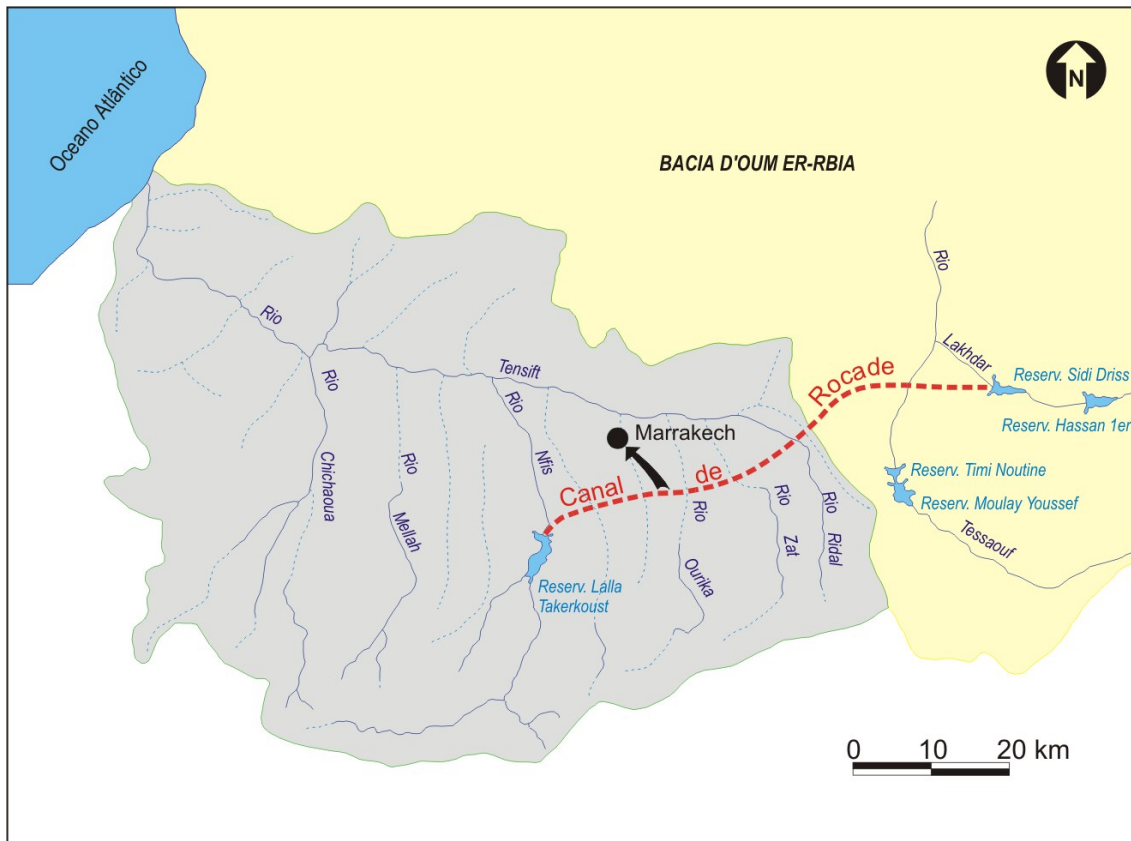 Oceano Atlântico
N
BACIA D'OUM ER-RBIA
Rio
Lakhdar
Reserv. Sidi Driss
Reserv. Hassan 1er
Rio
Tensift
Rio
Chichaoua
Rio
Mellah
Rio
Nfis
Marrakech
Canal de Rocade
Reserv. Timi Noutine
Reserv. Moulay Youssef
Tessaouf
Rio
Ourika
Rio
Zat
Rio
Ridal
Reserv. Lalla
Takerkoust
0 10 20 km